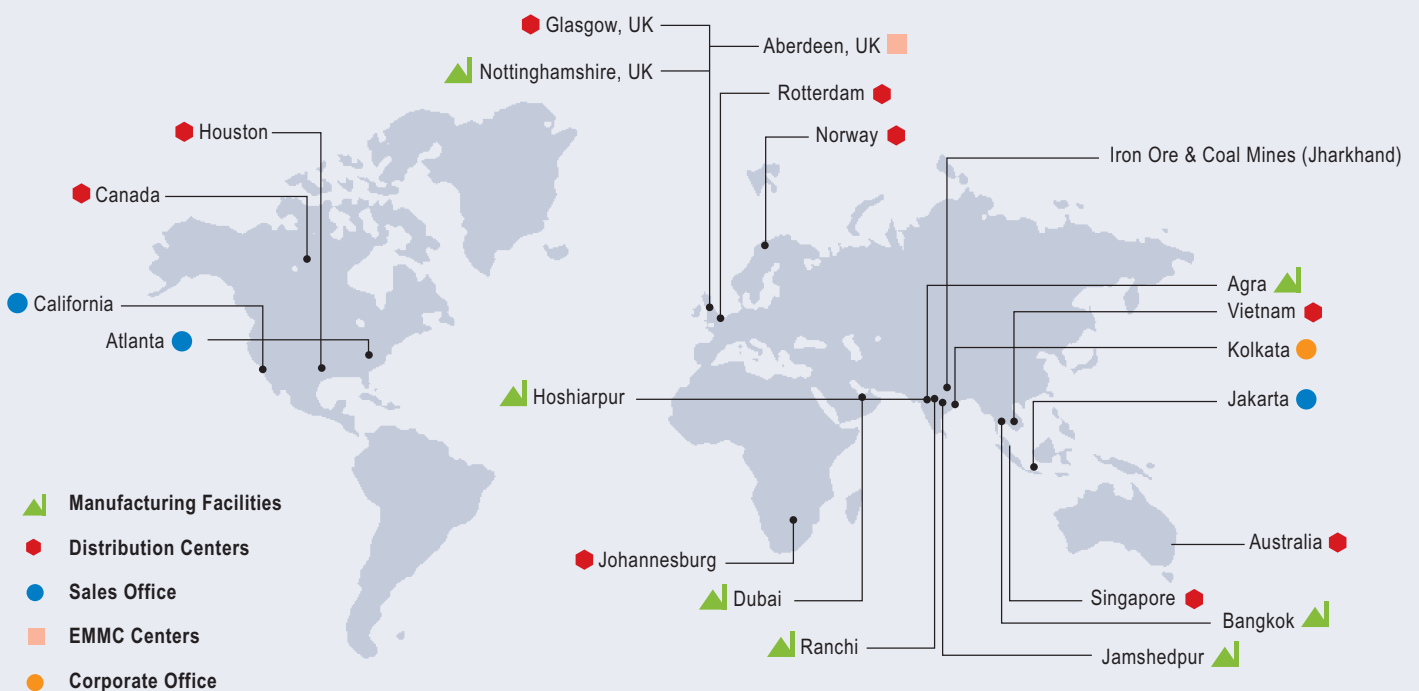 Glasgow, UK
Aberdeen, UK
Nottinghamshire, UK
Rotterdam
Houston
Norway
Iron Ore & Coal Mines (Jharkhand)
Canada
Agra
California
Vietnam
Atlanta
Kolkata
Hoshiarpur
Jakarta
Manufacturing Facilities
Distribution Centers
Australia
Johannesburg
Sales Office
Dubai
Singapore
Bangkok
EMMC Centers
Ranchi
Jamshedpur
Corporate Office